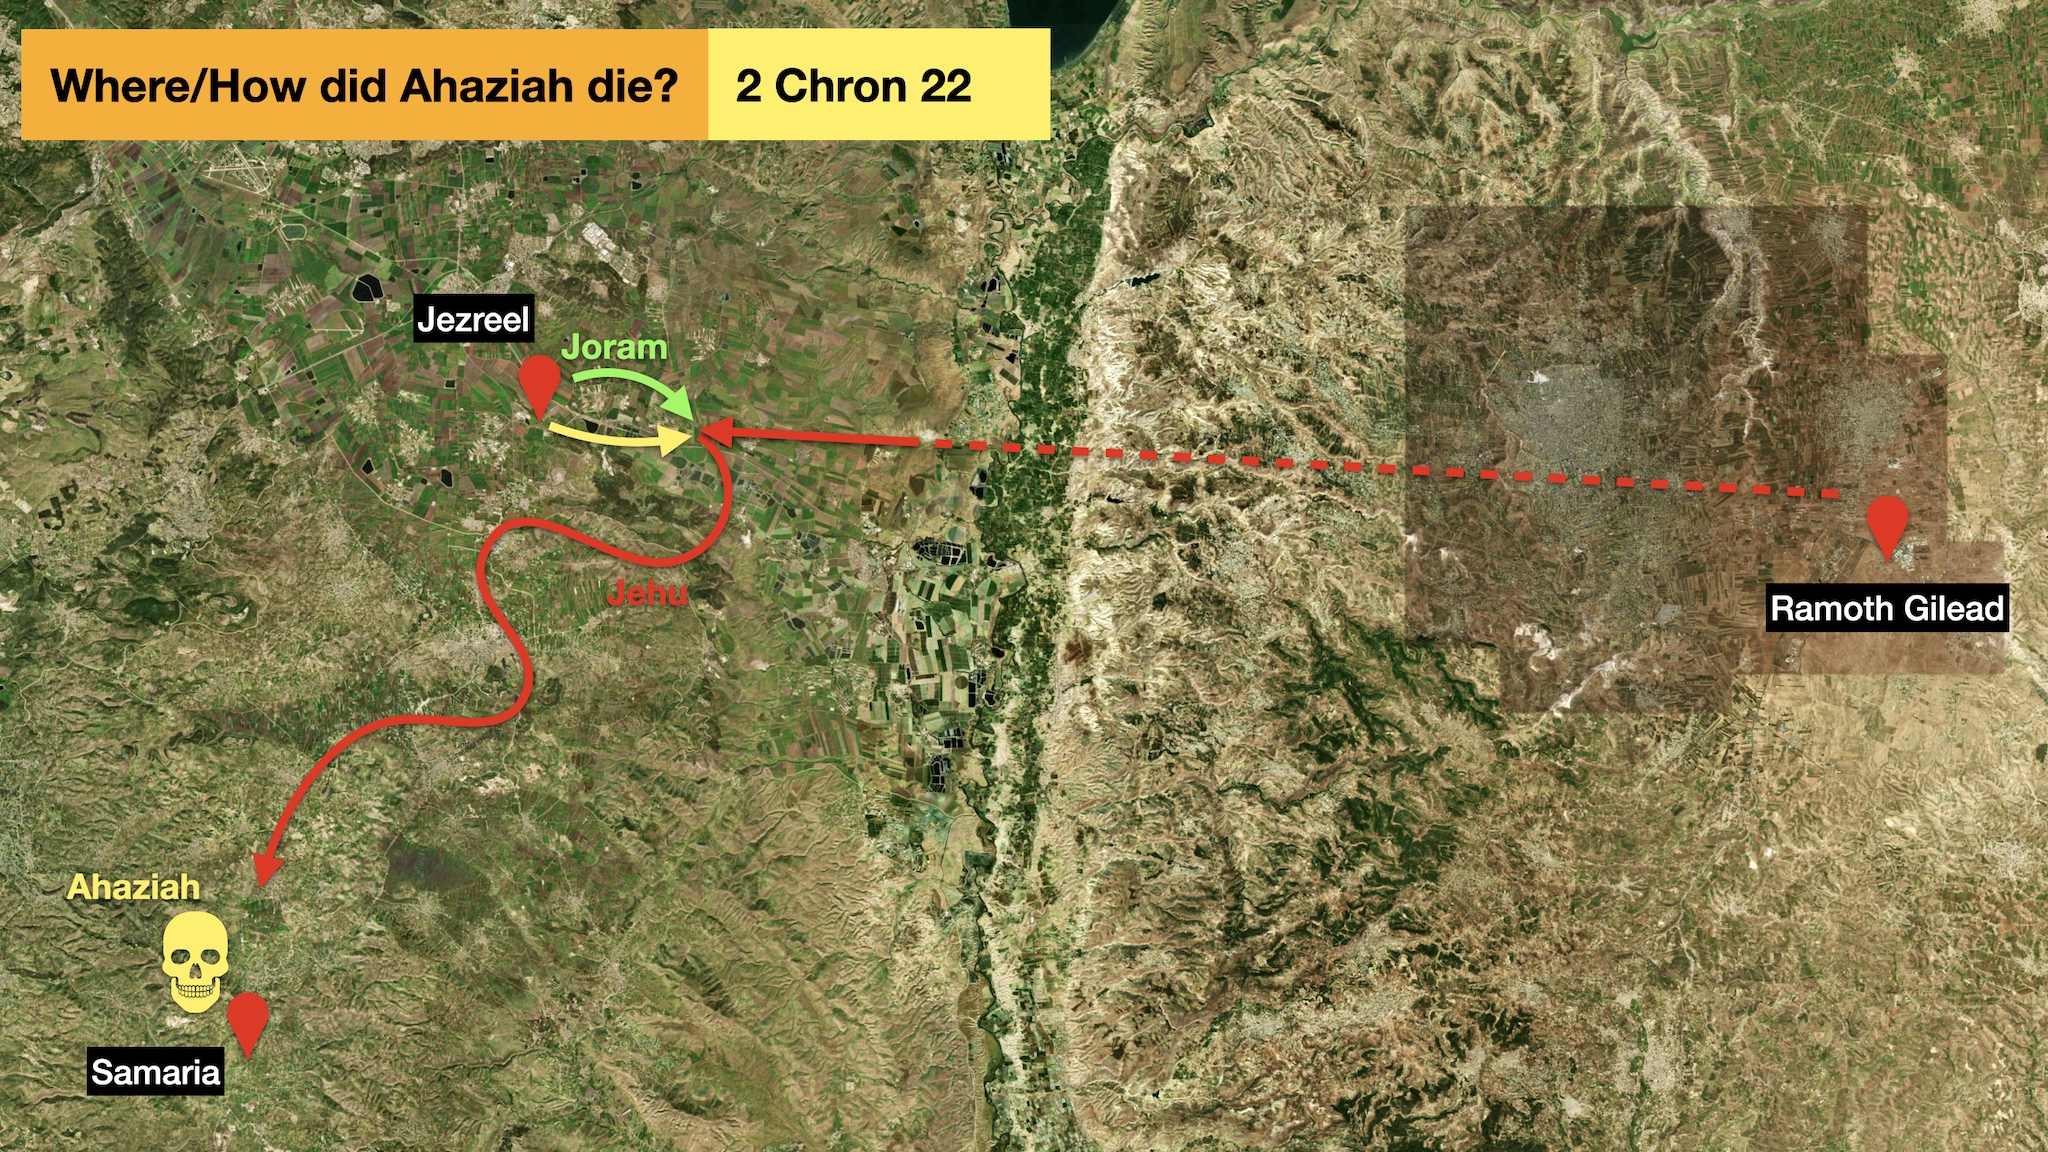 Where/How did Ahaziah die? 2 Chron 22
Jezreel
Joram
Jehu
Ramoth Gilead
Ahaziah
Samaria